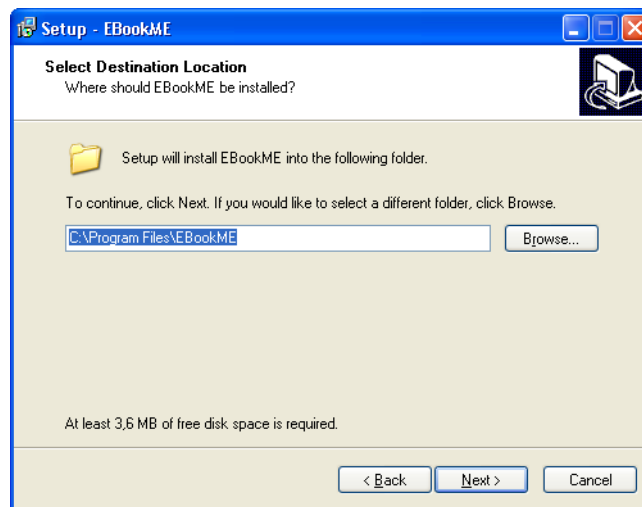 Setup - EBookME
Select Destination Location
Where should EBookME be installed?
Setup will install EBookME into the following folder.
To continue, click Next. If you would like to select a different folder, click Browse.
C:\Program Files\EBookME
Browse...
At least 3,6 MB of free disk space is required.
< Back
Next >
Cancel